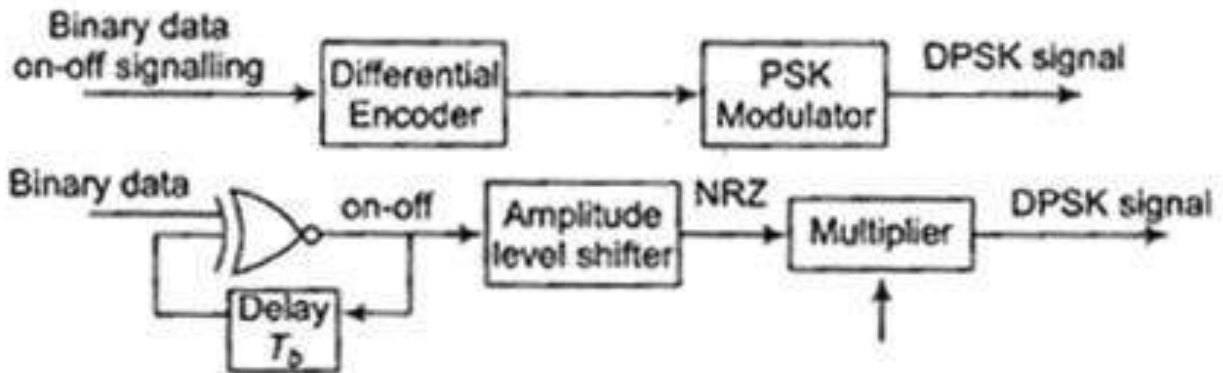 Binary data
on-off signalling
Differential
Encoder
PSK
Modulator
DPSK signal
Binary data
on-off
Amplitude
level shifter
NRZ
Multiplier
DPSK signal
Delay
T_b